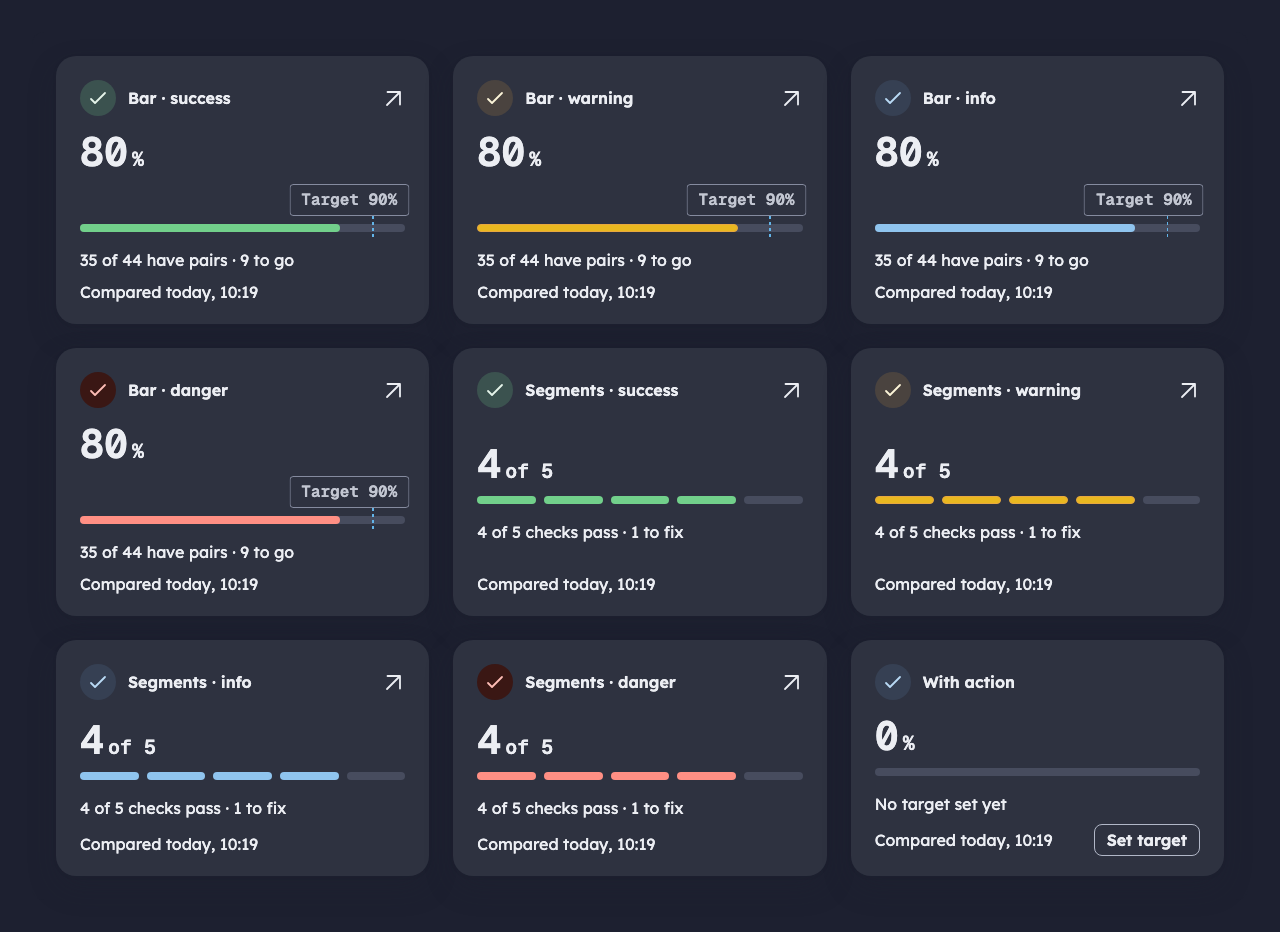 Bar · success
80%
Target 90%
35 of 44 have pairs · 9 to go
Compared today, 10:19
Bar · warning
80%
Target 90%
35 of 44 have pairs · 9 to go
Compared today, 10:19
Bar · info
80%
Target 90%
35 of 44 have pairs · 9 to go
Compared today, 10:19
Bar · danger
80%
Target 90%
35 of 44 have pairs · 9 to go
Compared today, 10:19
Segments · success
4 of 5
4 of 5 checks pass · 1 to fix
Compared today, 10:19
Segments · warning
4 of 5
4 of 5 checks pass · 1 to fix
Compared today, 10:19
Segments · info
4 of 5
4 of 5 checks pass · 1 to fix
Compared today, 10:19
Segments · danger
4 of 5
4 of 5 checks pass · 1 to fix
Compared today, 10:19
With action
0%
No target set yet
Compared today, 10:19
Set target